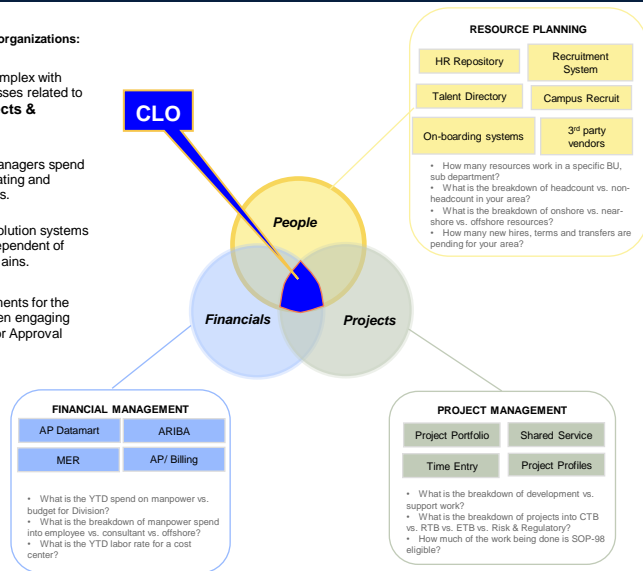 organizations:
mplex with
sses related to
cts &
anagers spend
ating and
s.
olution systems
ependent of
ains.
ments for the
en engaging
or Approval
CLO
People
Financials
Projects
RESOURCE PLANNING
HR Repository
Recruitment
System
Talent Directory
Campus Recruit
On-boarding systems
3rd party
vendors
• How many resources work in a specific BU,
sub department?
• What is the breakdown of headcount vs. non-
headcount in your area?
• What is the breakdown of onshore vs. near-
shore vs. offshore resources?
• How many new hires, terms and transfers are
pending for your area?
FINANCIAL MANAGEMENT
AP Datamart
ARIBA
MER
AP/ Billing
• What is the YTD spend on manpower vs.
budget for Division?
• What is the breakdown of manpower spend
into employee vs. consultant vs. offshore?
• What is the YTD labor rate for a cost
center?
PROJECT MANAGEMENT
Project Portfolio
Shared Service
Time Entry
Project Profiles
• What is the breakdown of development vs.
support work?
• What is the breakdown of projects into CTB
vs. RTB vs. ETB vs. Risk & Regulatory?
• How much of the work being done is SOP-98
eligible?